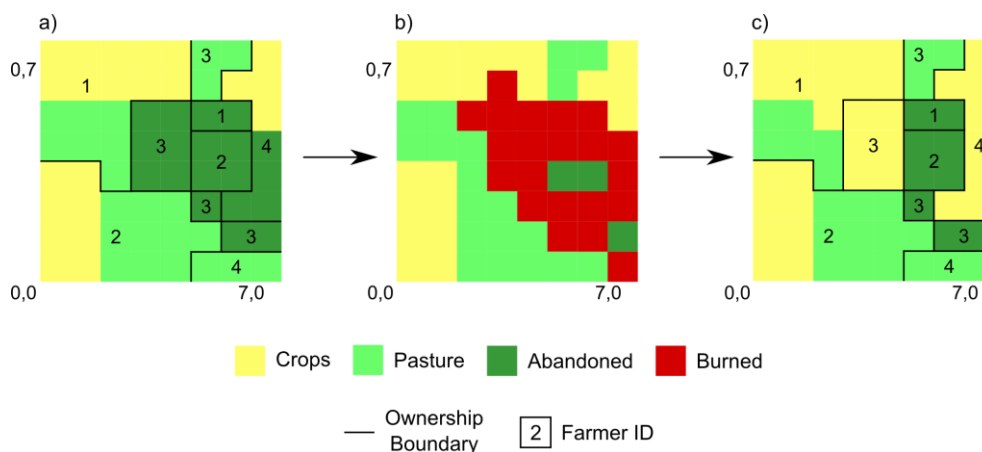 a) b) c)
0,7 0,7 0,7
3 3
1 1
1 1
3 4 3 4
2 2
3 3
2 3 2 3
4 4
0,0 7,0 0,0 7,0 0,0 7,0
Crops Pasture Abandoned Burned
Ownership Boundary
2 Farmer ID